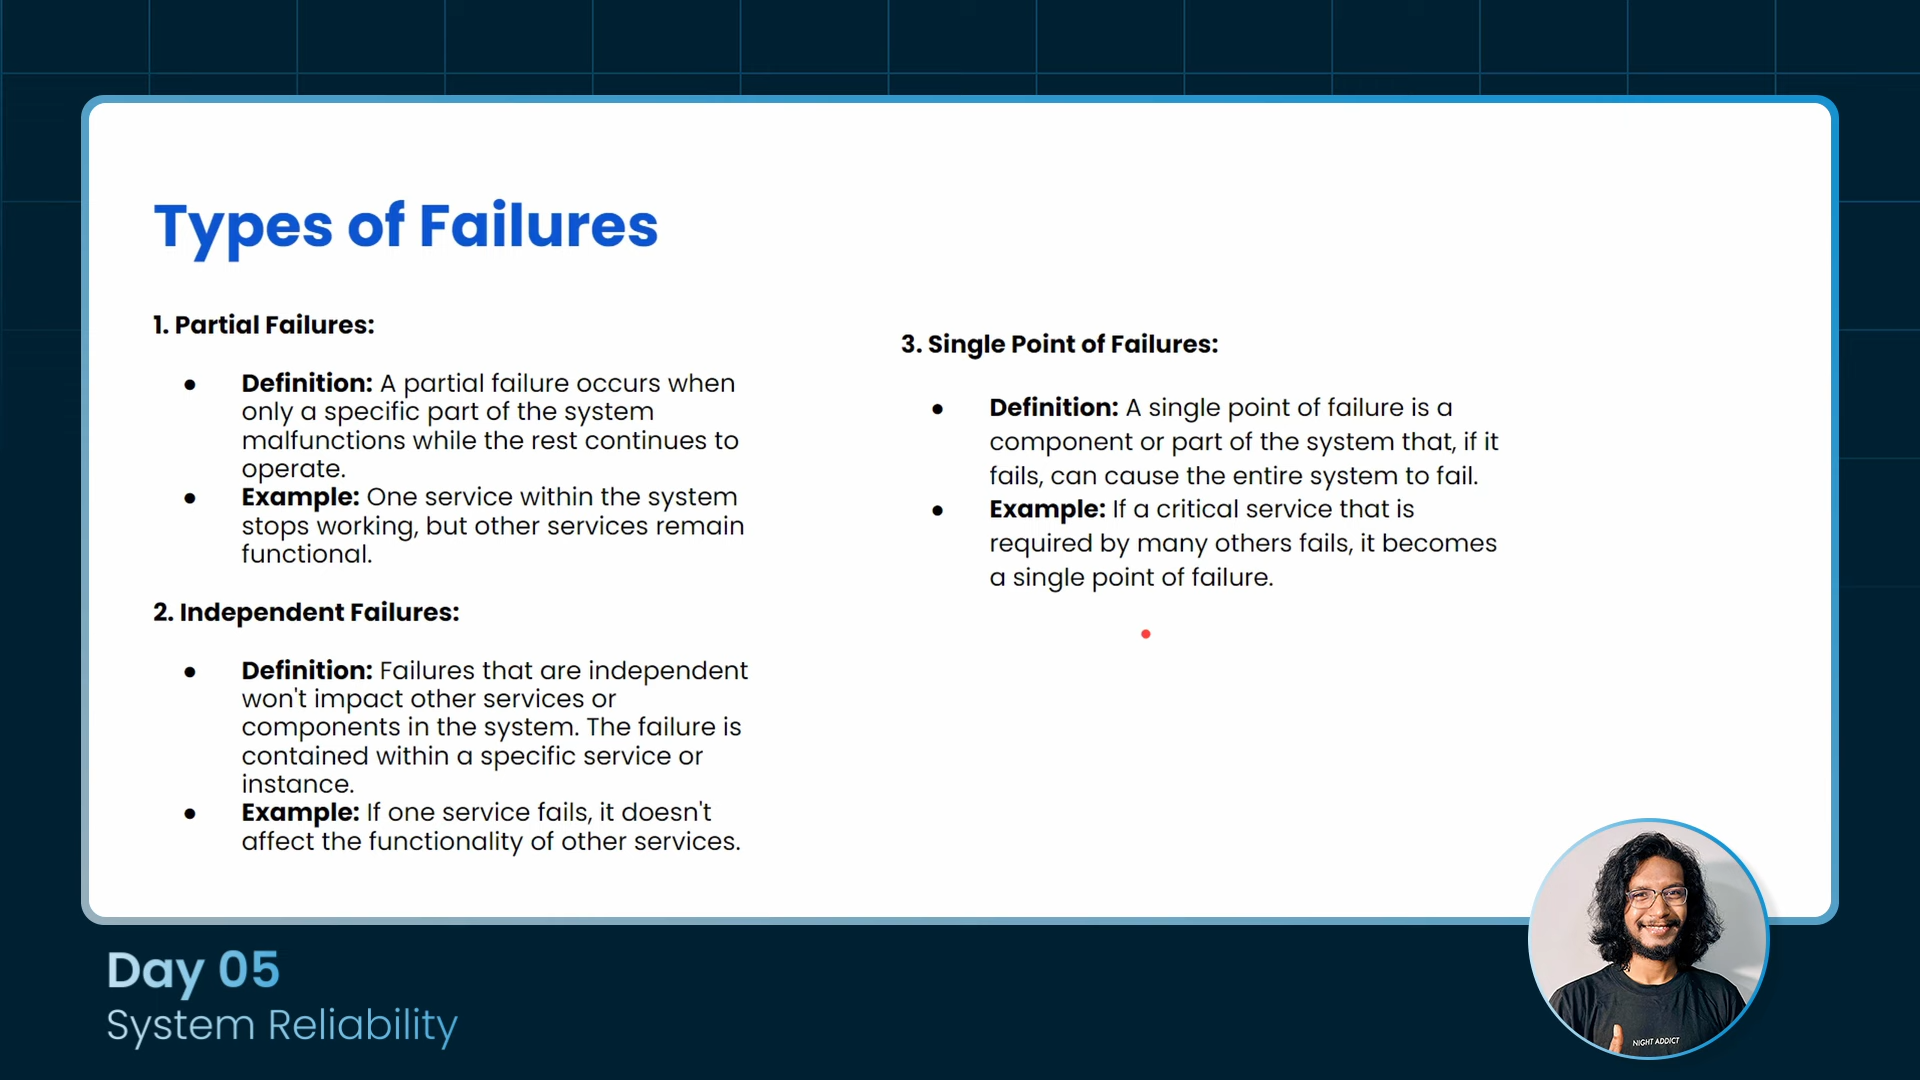 Types of Failures
1. Partial Failures:
● Definition: A partial failure occurs when
only a specific part of the system
malfunctions while the rest continues to
operate.
● Example: One service within the system
stops working, but other services remain
functional.
2. Independent Failures:
● Definition: Failures that are independent
won't impact other services or
components in the system. The failure is
contained within a specific service or
instance.
● Example: If one service fails, it doesn't
affect the functionality of other services.
3. Single Point of Failures:
● Definition: A single point of failure is a
component or part of the system that, if it
fails, can cause the entire system to fail.
● Example: If a critical service that is
required by many others fails, it becomes
a single point of failure.
Day 05
System Reliability
NIGHT ADDICT